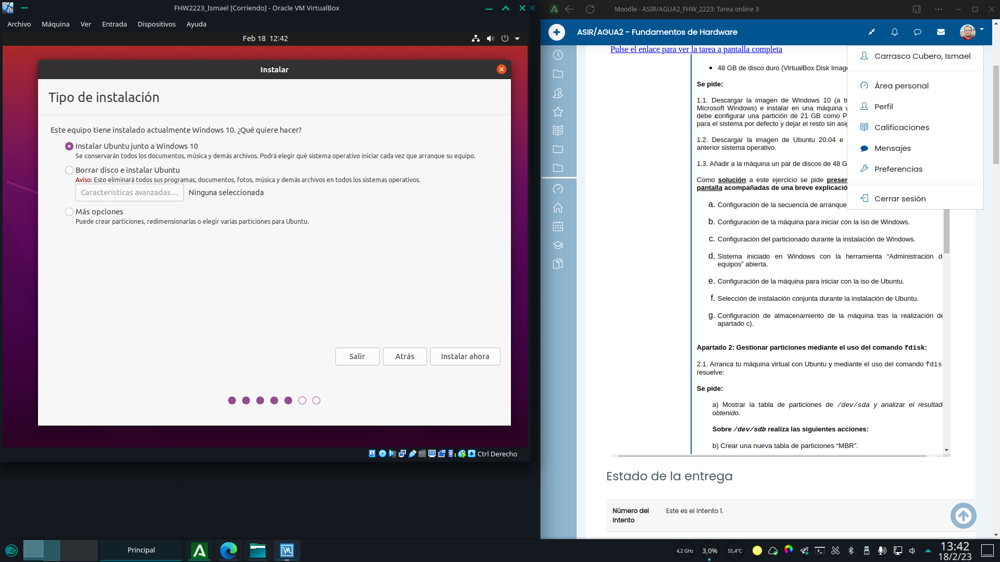 FHW2223_Ismael [Corriendo] - Oracle VM VirtualBox
Archivo Máquina Ver Entrada Dispositivos Ayuda
Feb 18 12:42
Instalar
Tipo de instalación
Este equipo tiene instalado actualmente Windows 10. ¿Qué quiere hacer?
Instalar Ubuntu junto a Windows 10
Se conservarán todos los documentos, música y demás archivos. Podrá elegir qué sistema operativo iniciar cada vez que arranque su equipo.
Borrar disco e instalar Ubuntu
Aviso: Esto eliminará todos sus programas, documentos, fotos, música y demás archivos en todos los sistemas operativos.
Características avanzadas... Ninguna seleccionada
Más opciones
Puede crear particiones, redimensionarlas o elegir varias particiones para Ubuntu.
Salir Atrás Instalar ahora
Ctrl Derecho
Moodle - ASIR/AGUA2_FHW_2223: Tarea online 3
ASIR/AGUA2 - Fundamentos de Hardware
Pulse el enlace para ver la tarea a pantalla completa
48 GB de disco duro (VirtualBox Disk Image
Se pide:
1.1. Descargar la imagen de Windows 10 (a tr
Microsoft Windows) e instalar en una máquina v
debe configurar una partición de 21 GB como P
para el sistema por defecto y dejar el resto sin asig
1.2. Descargar la imagen de Ubuntu 20.04 e
anterior sistema operativo.
1.3. Añadir a la máquina un par de discos de 48 G
Como solución a este ejercicio se pide presen
pantalla acompañadas de una breve explicació
a. Configuración de la secuencia de arranque
b. Configuración de la máquina para iniciar con la iso de Windows.
c. Configuración del particionado durante la instalación de Windows.
d. Sistema iniciado en Windows con la herramienta “Administración de
equipos” abierta.
e. Configuración de la máquina para iniciar con la iso de Ubuntu.
f. Selección de instalación conjunta durante la instalación de Ubuntu.
g. Configuración de almacenamiento de la máquina tras la realización de
apartado c).
Apartado 2: Gestionar particiones mediante el uso del comando fdisk:
2.1. Arranca tu máquina virtual con Ubuntu y mediante el uso del comando fdis
resuelve:
Se pide:
a) Mostrar la tabla de particiones de /dev/sda y analizar el resultad
obtenido.
Sobre /dev/sdb realiza las siguientes acciones:
b) Crear una nueva tabla de particiones “MBR”.
Carrasco Cubero, Ismael
Área personal
Perfil
Calificaciones
Mensajes
Preferencias
Cerrar sesión
Estado de la entrega
Número del
Intento
Este es el intento 1.
Principal
4,2 GHz 3,0% 55,4°C
13:42
18/2/23